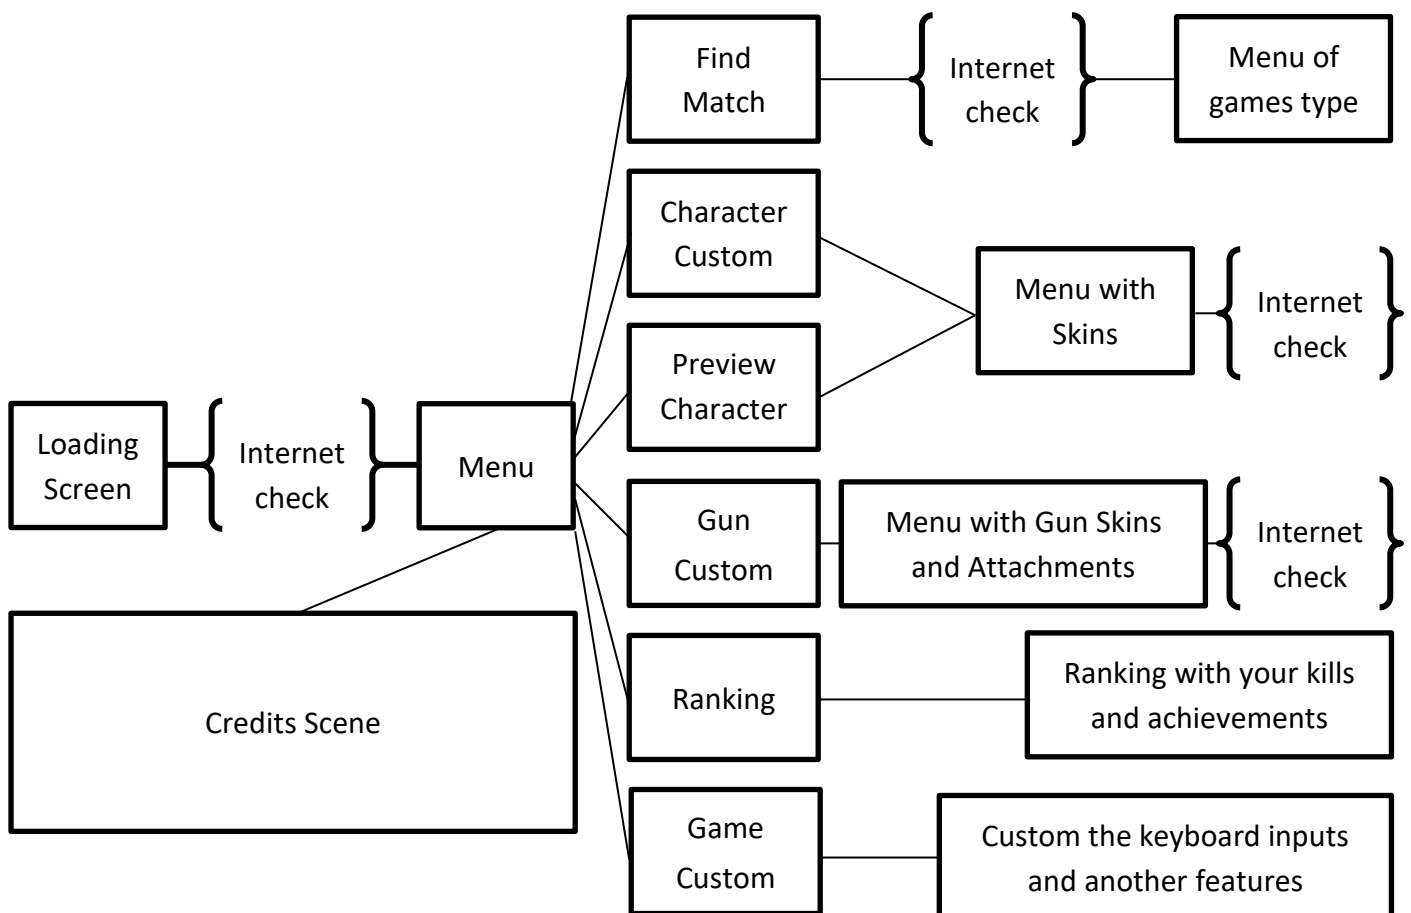 Find
Match
Internet
check
Menu of
games type
Character
Custom
Menu with
Skins
Internet
check
Preview
Character
Loading
Screen
Internet
check
Menu
Gun
Custom
Menu with Gun Skins
and Attachments
Internet
check
Credits Scene
Ranking
Ranking with your kills
and achievements
Game
Custom
Custom the keyboard inputs
and another features